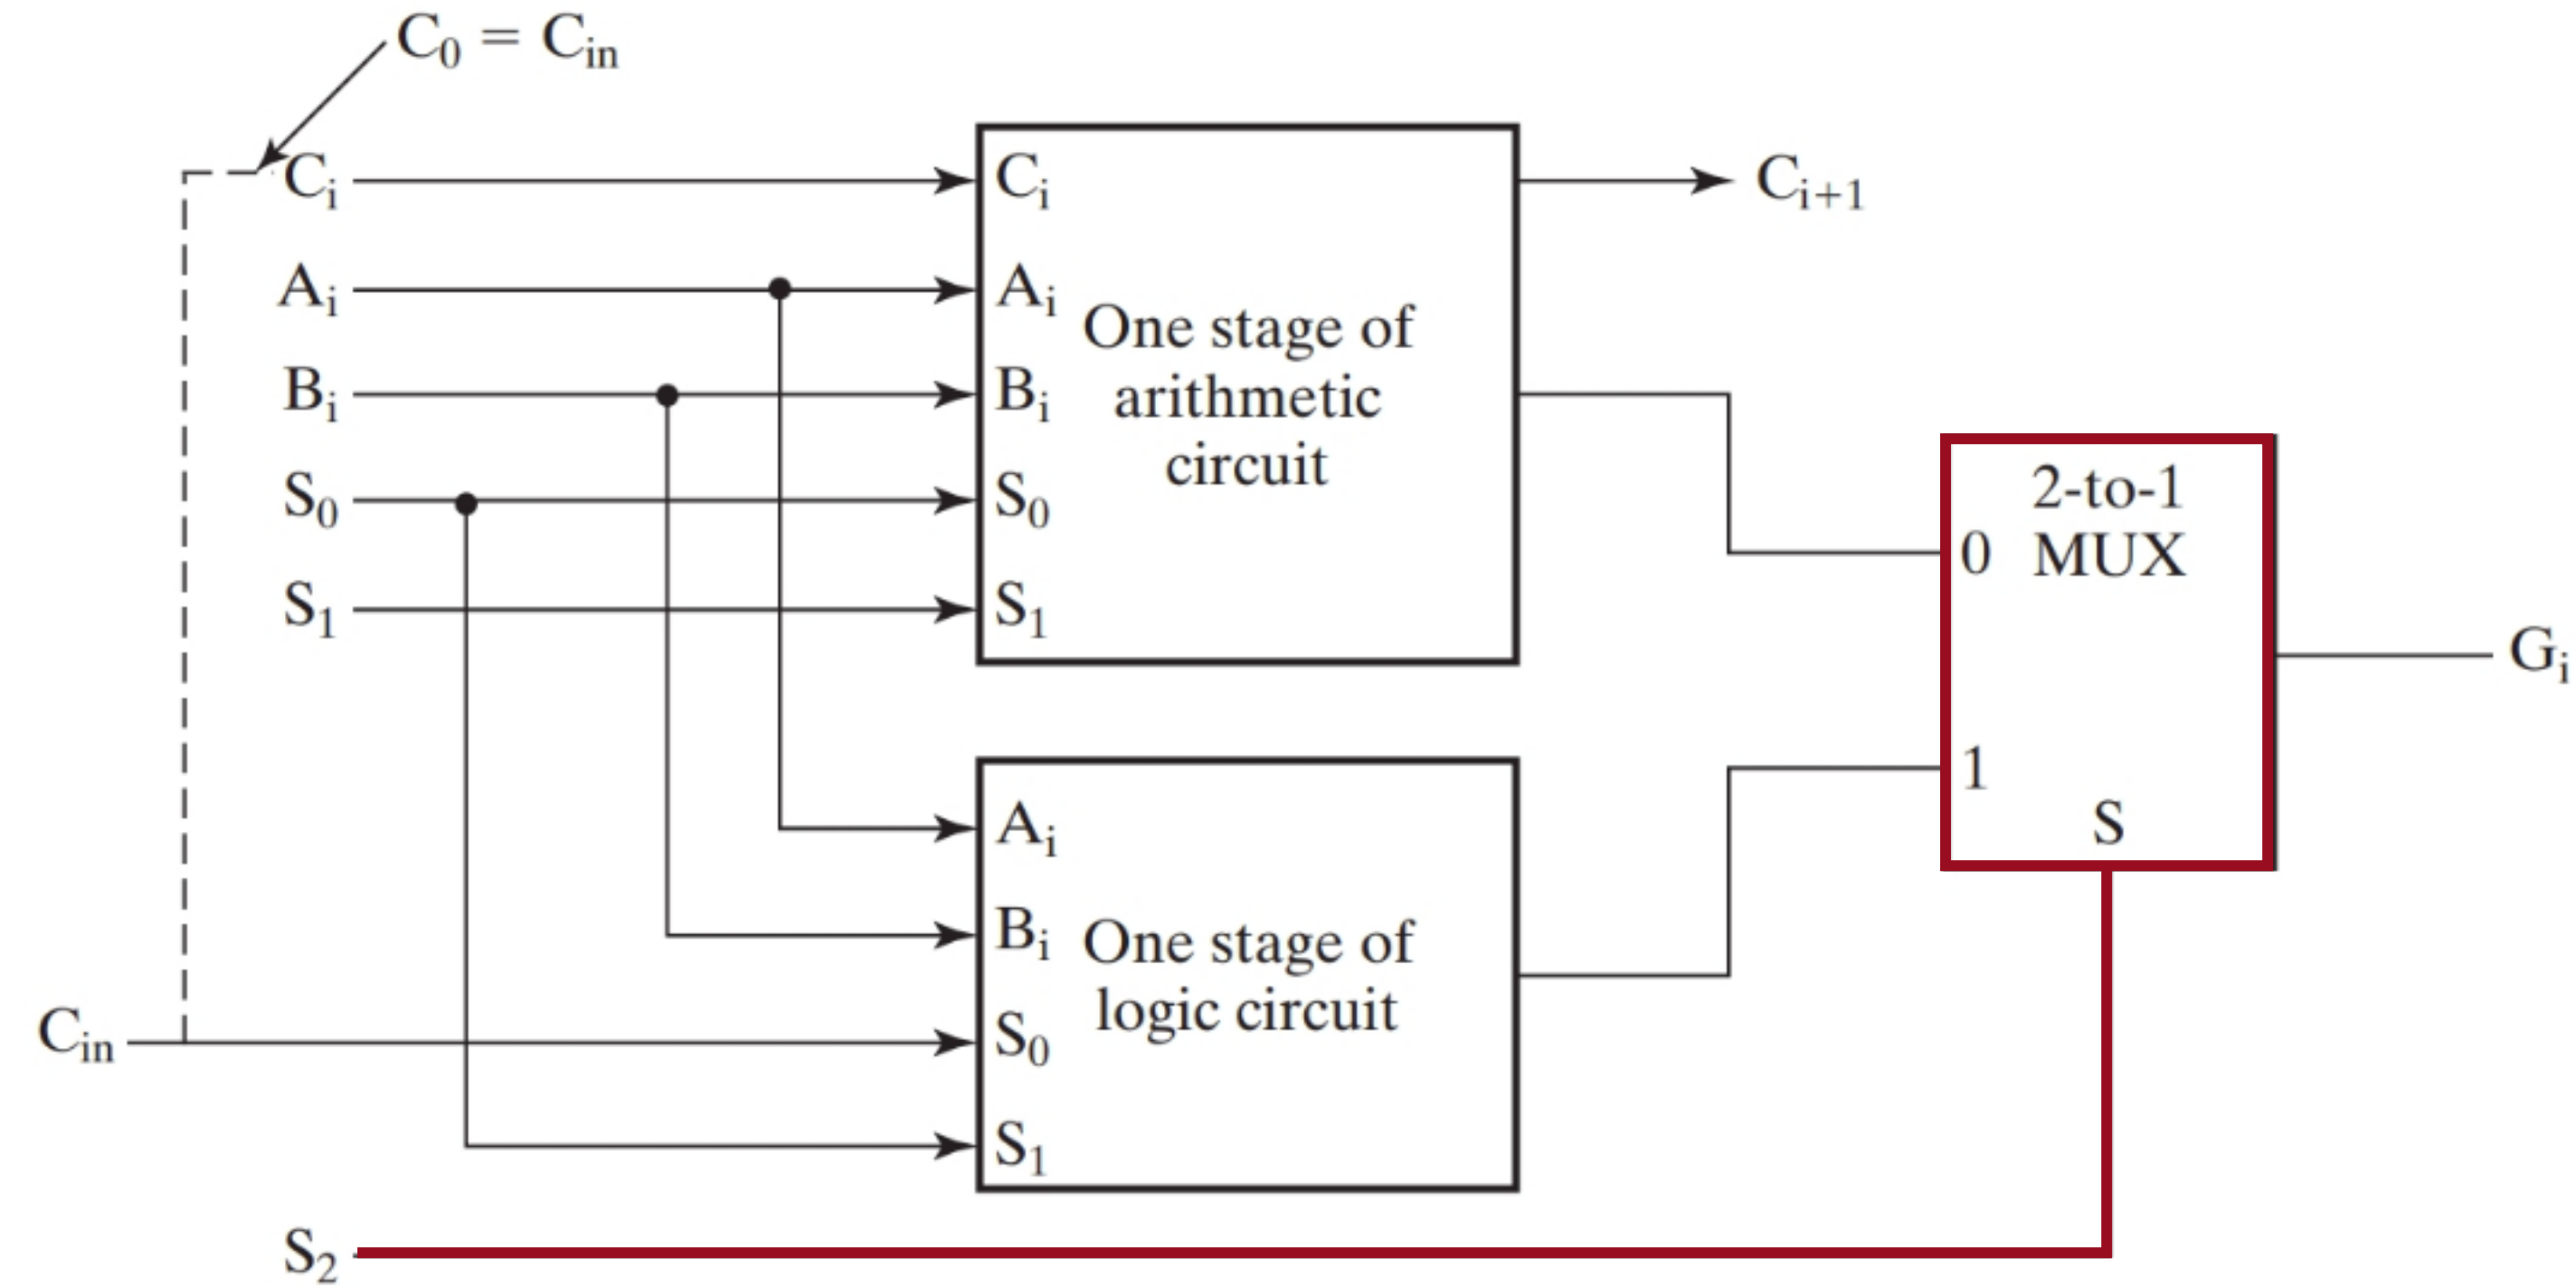 C₀ = Cᵢₙ
Cᵢ
Aᵢ
Bᵢ
S₀
S₁
Cᵢₙ
S₂
Cᵢ
Aᵢ
Bᵢ
S₀
S₁
One stage of
arithmetic
circuit
Aᵢ
Bᵢ
S₀
S₁
One stage of
logic circuit
Cᵢ₊₁
2-to-1
0 MUX
1
S
Gᵢ